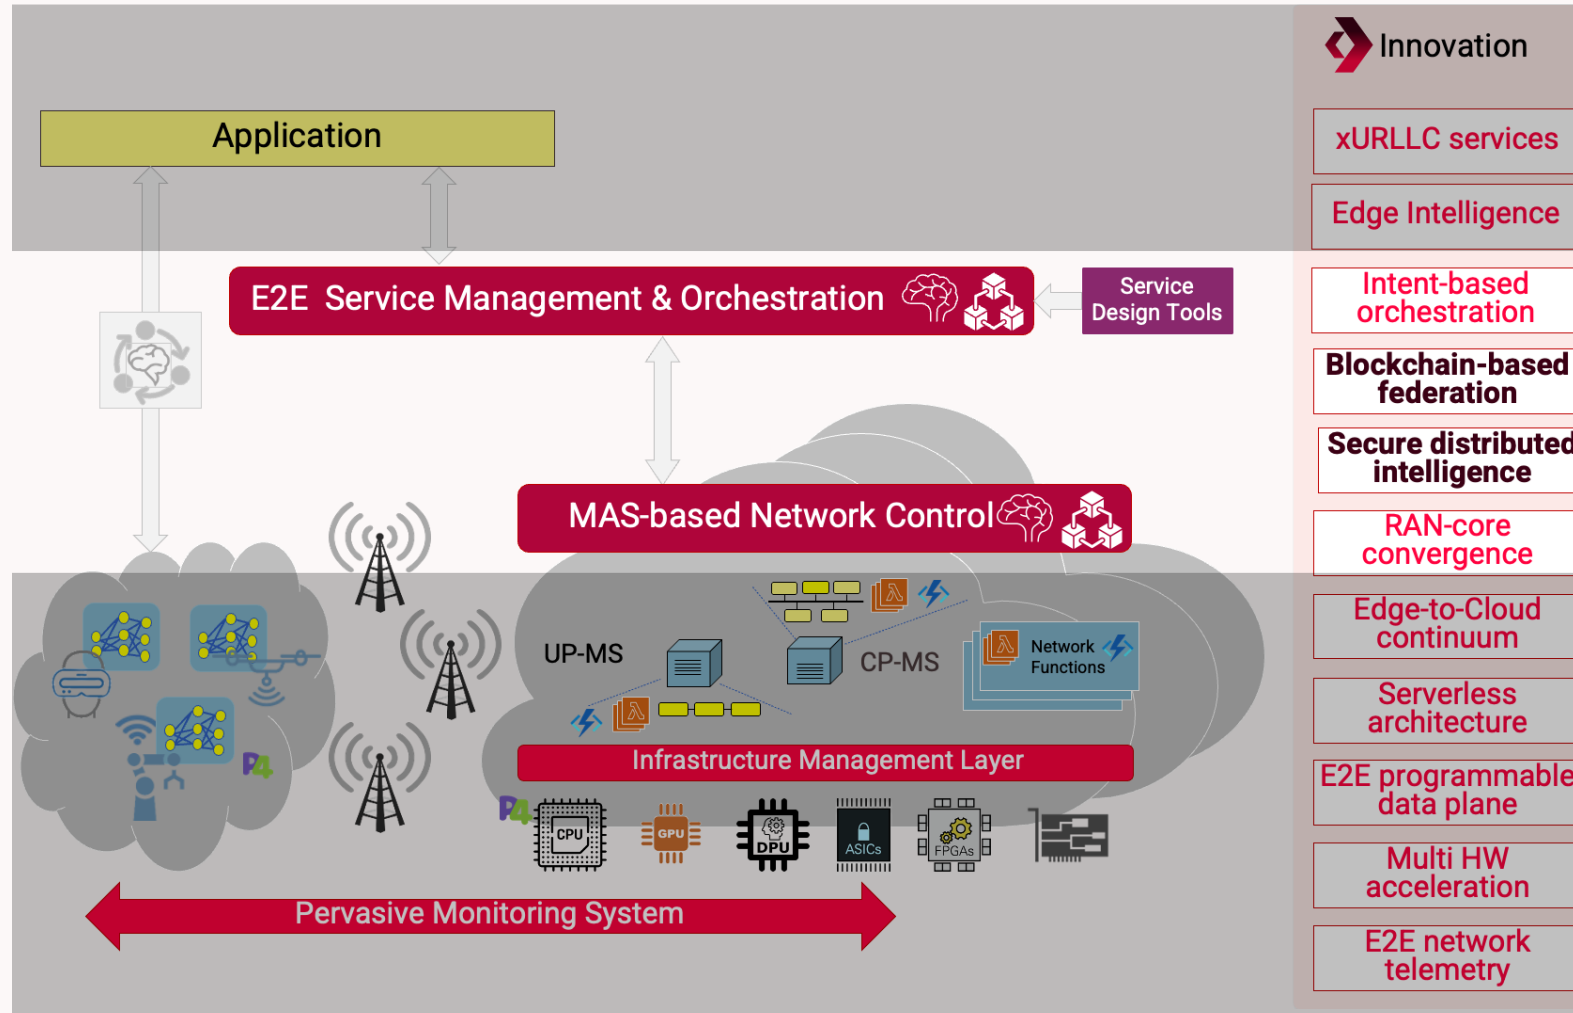 Innovation
Application
xURLLC services
Edge Intelligence
E2E Service Management & Orchestration
Service
Design Tools
Intent-based
orchestration
Blockchain-based
federation
Secure distributed
intelligence
MAS-based Network Control
RAN-core
convergence
UP-MS
CP-MS
λ
λ
λ
Network
Functions
Edge-to-Cloud
continuum
Serverless
architecture
Infrastructure Management Layer
P4
P4
CPU
GPU
DPU
ASICs
FPGAs
E2E programmable
data plane
Multi HW
acceleration
Pervasive Monitoring System
E2E network
telemetry